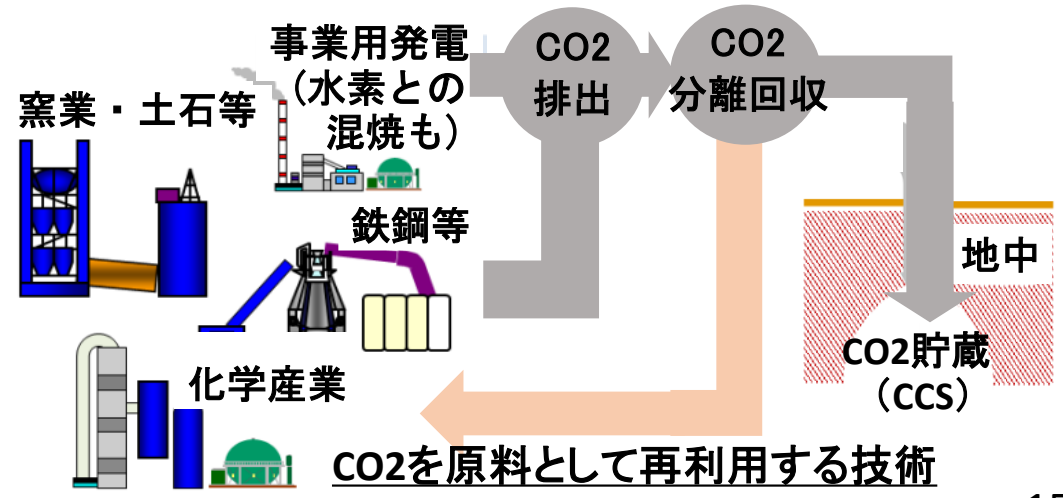 事業用発電
（水素との
混焼も）
CO2
排出
CO2
分離回収
窯業・土石等
鉄鋼等
地中
CO2貯蔵
（CCS）
化学産業
CO2を原料として再利用する技術